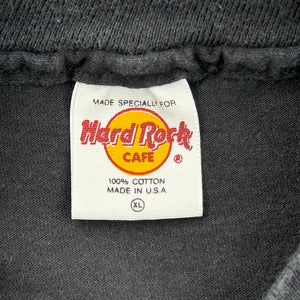 MADE SPECIALLY FOR
Hard Rock
CAFE ®
100% COTTON
MADE IN U.S.A
XL